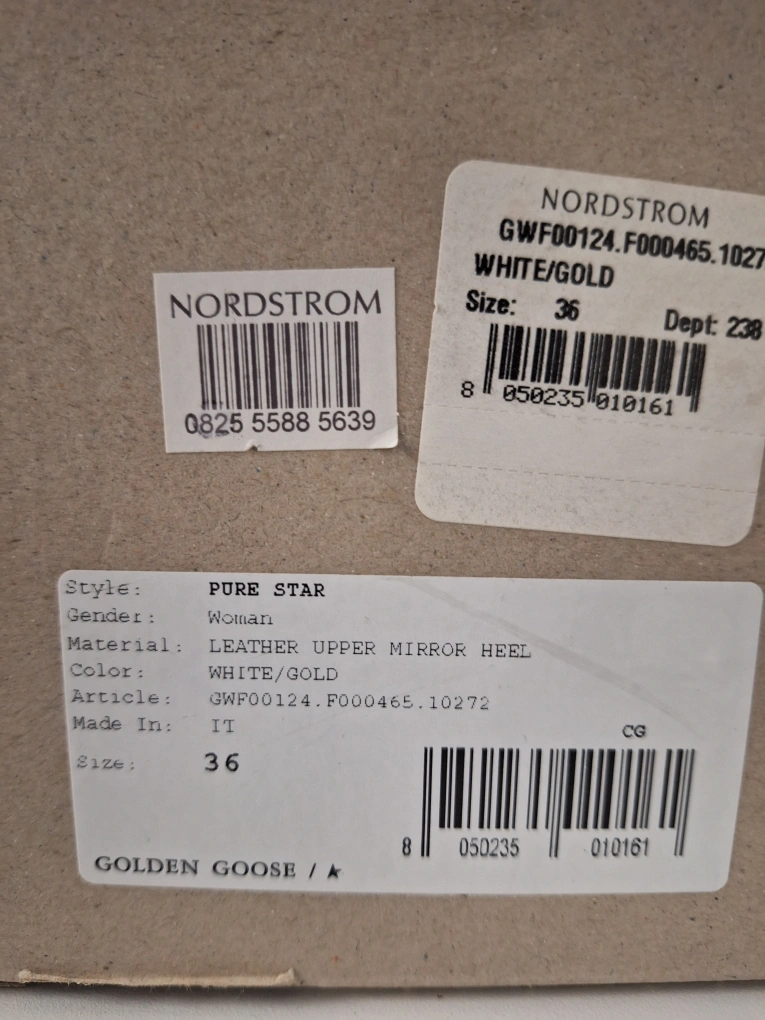 NORDSTROM
GWF00124.F000465.1027
WHITE/GOLD
Size: 36
Dept: 238
8 050235 010161
NORDSTROM
0825 5588 5639
Style: PURE STAR
Gender: Woman
Material: LEATHER UPPER MIRROR HEEL
Color: WHITE/GOLD
Article: GWF00124.F000465.10272
Made In: IT
CG
Size: 36
8 050235 010161
GOLDEN GOOSE / ★